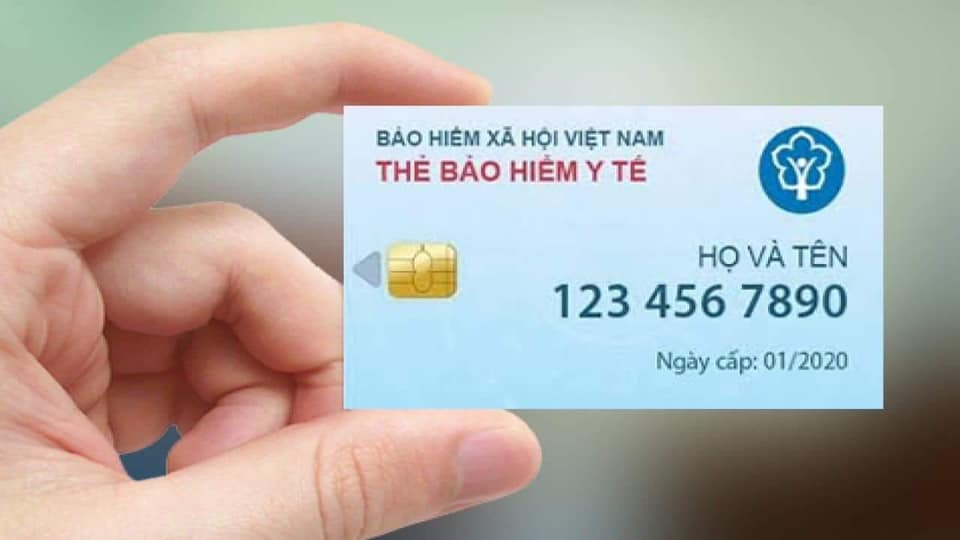 BẢO HIỂM XÃ HỘI VIỆT NAM
THẺ BẢO HIỂM Y TẾ
HỌ VÀ TÊN
123 456 7890
Ngày cấp: 01/2020